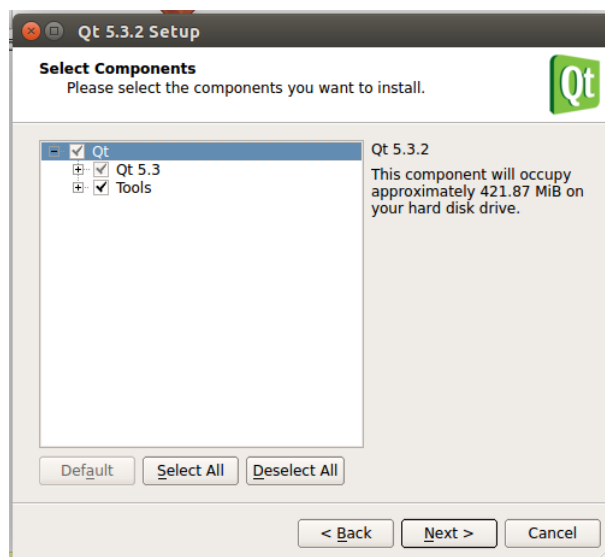 Qt 5.3.2 Setup
Select Components
Please select the components you want to install.
Qt
Qt
Qt 5.3
Tools
Qt 5.3.2
This component will occupy
approximately 421.87 MiB on
your hard disk drive.
Default
Select All
Deselect All
< Back
Next >
Cancel